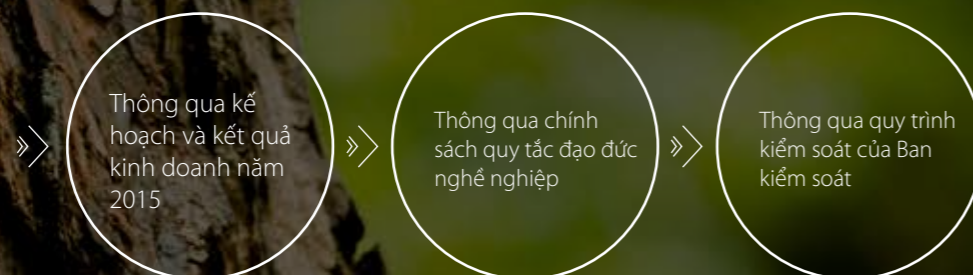 Thông qua kế
hoạch và kết quả
kinh doanh năm
2015
Thông qua chính
sách quy tắc đạo đức
nghề nghiệp
Thông qua quy trình
kiểm soát của Ban
kiểm soát